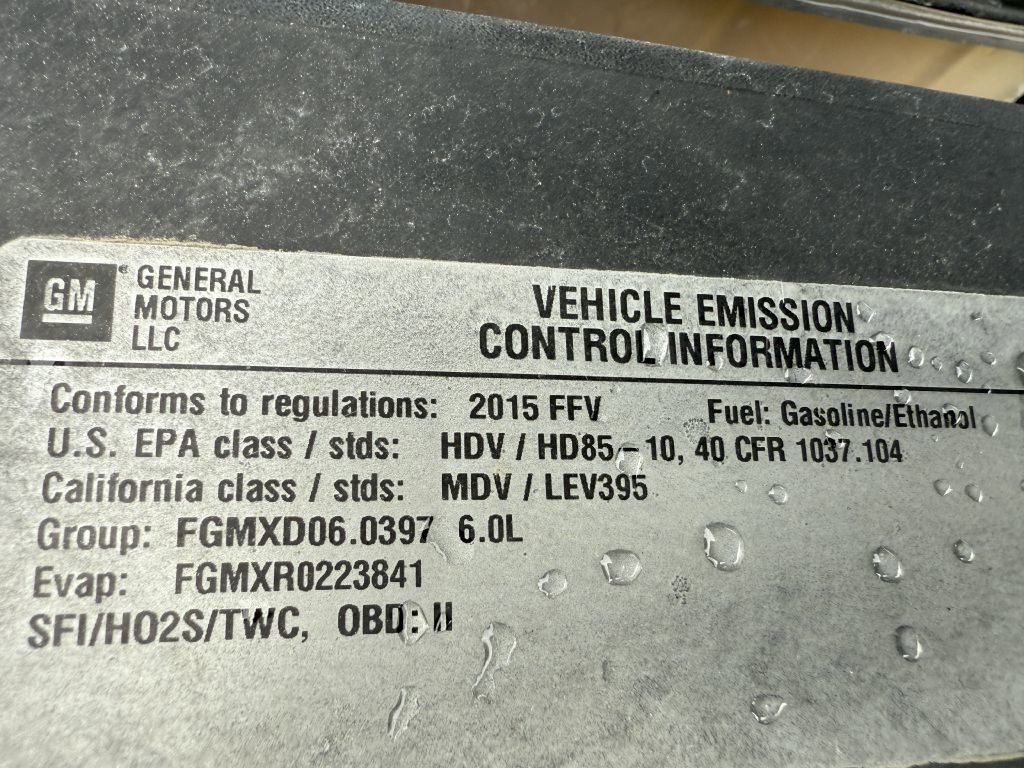 GM
GENERAL
MOTORS
LLC
VEHICLE EMISSION
CONTROL INFORMATION
Conforms to regulations: 2015 FFV Fuel: Gasoline/Ethanol
U.S. EPA class / stds: HDV / HD85 - 10, 40 CFR 1037.104
California class / stds: MDV / LEV395
Group: FGMXD06.0397 6.0L
Evap: FGMXR0223841
SFI/HO2S/TWC, OBD: II